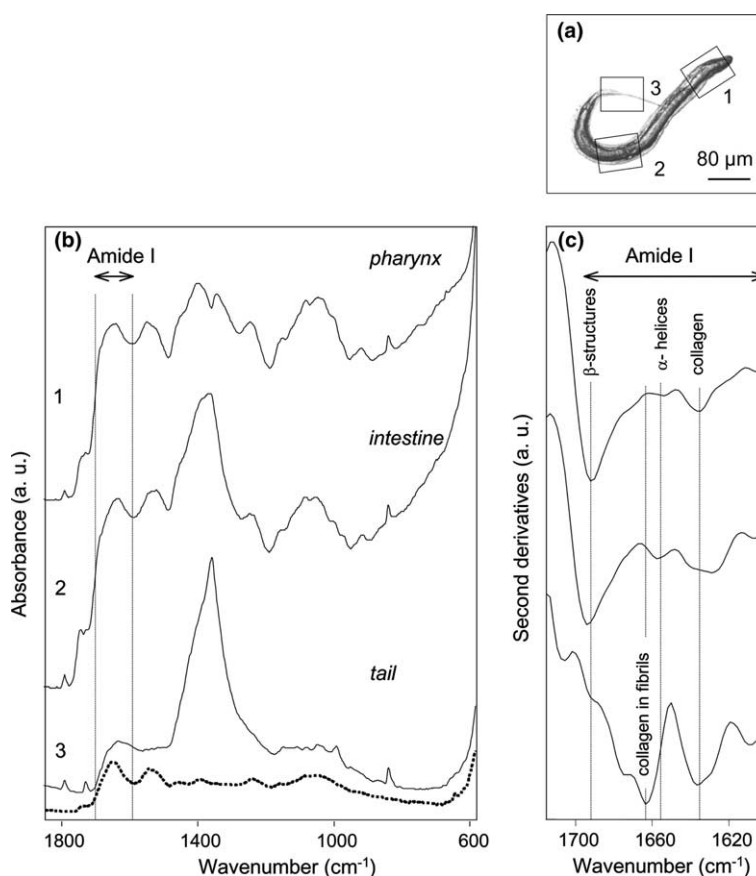 (a)
3
1
2
80 µm
(b)
Amide I
pharynx
1
intestine
2
tail
3
Absorbance (a. u.)
1800
1400
1000
600
Wavenumber (cm-1)
(c)
Amide I
β-structures
α- helices
collagen
collagen in fibrils
Second derivatives (a. u.)
1700
1660
1620
Wavenumber (cm-1)